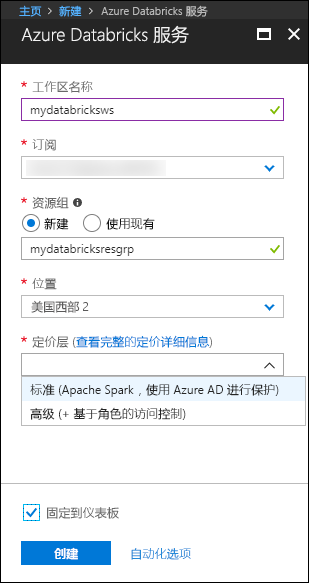 主页 > 新建 > Azure Databricks 服务
Azure Databricks 服务
* 工作区名称
mydatabricksws
* 订阅
* 资源组
新建 使用现有
mydatabricksresgrp
* 位置
美国西部 2
* 定价层 (查看完整的定价详细信息)
标准 (Apache Spark，使用 Azure AD 进行保护)
高级 (+ 基于角色的访问控制)
固定到仪表板
创建 自动化选项